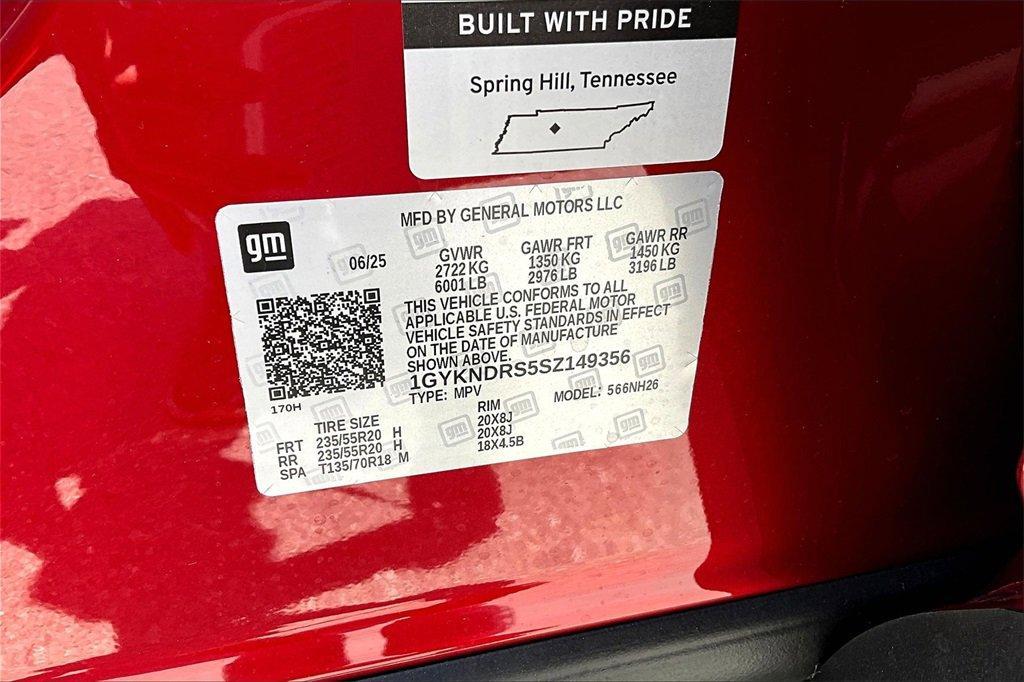 BUILT WITH PRIDE
Spring Hill, Tennessee
MFD BY GENERAL MOTORS LLC
gm
06/25
GVWR GAWR FRT GAWR RR
2722 KG 1350 KG 1450 KG
6001 LB 2976 LB 3196 LB
THIS VEHICLE CONFORMS TO ALL
APPLICABLE U.S. FEDERAL MOTOR
VEHICLE SAFETY STANDARDS IN EFFECT
ON THE DATE OF MANUFACTURE
SHOWN ABOVE.
1GYKNDRS5SZ149356
TYPE: MPV MODEL: 566NH26
170H
TIRE SIZE RIM
FRT 235/55R20 H 20X8J
RR 235/55R20 H 20X8J
SPA T135/70R18 M 18X4.5B